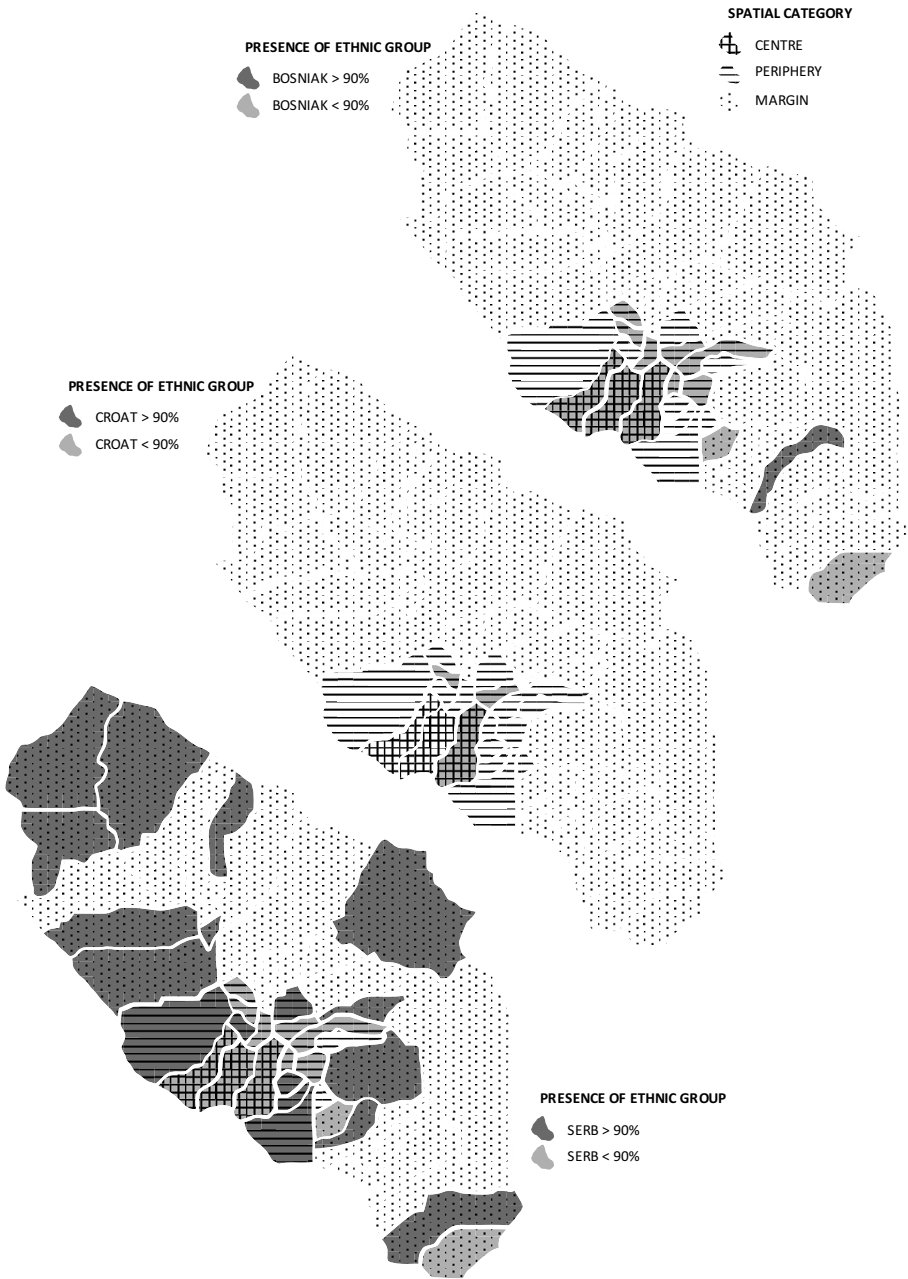 SPATIAL CATEGORY
CENTRE
PERIPHERY
MARGIN
PRESENCE OF ETHNIC GROUP
BOSNIAK > 90%
BOSNIAK < 90%
PRESENCE OF ETHNIC GROUP
CROAT > 90%
CROAT < 90%
PRESENCE OF ETHNIC GROUP
SERB > 90%
SERB < 90%